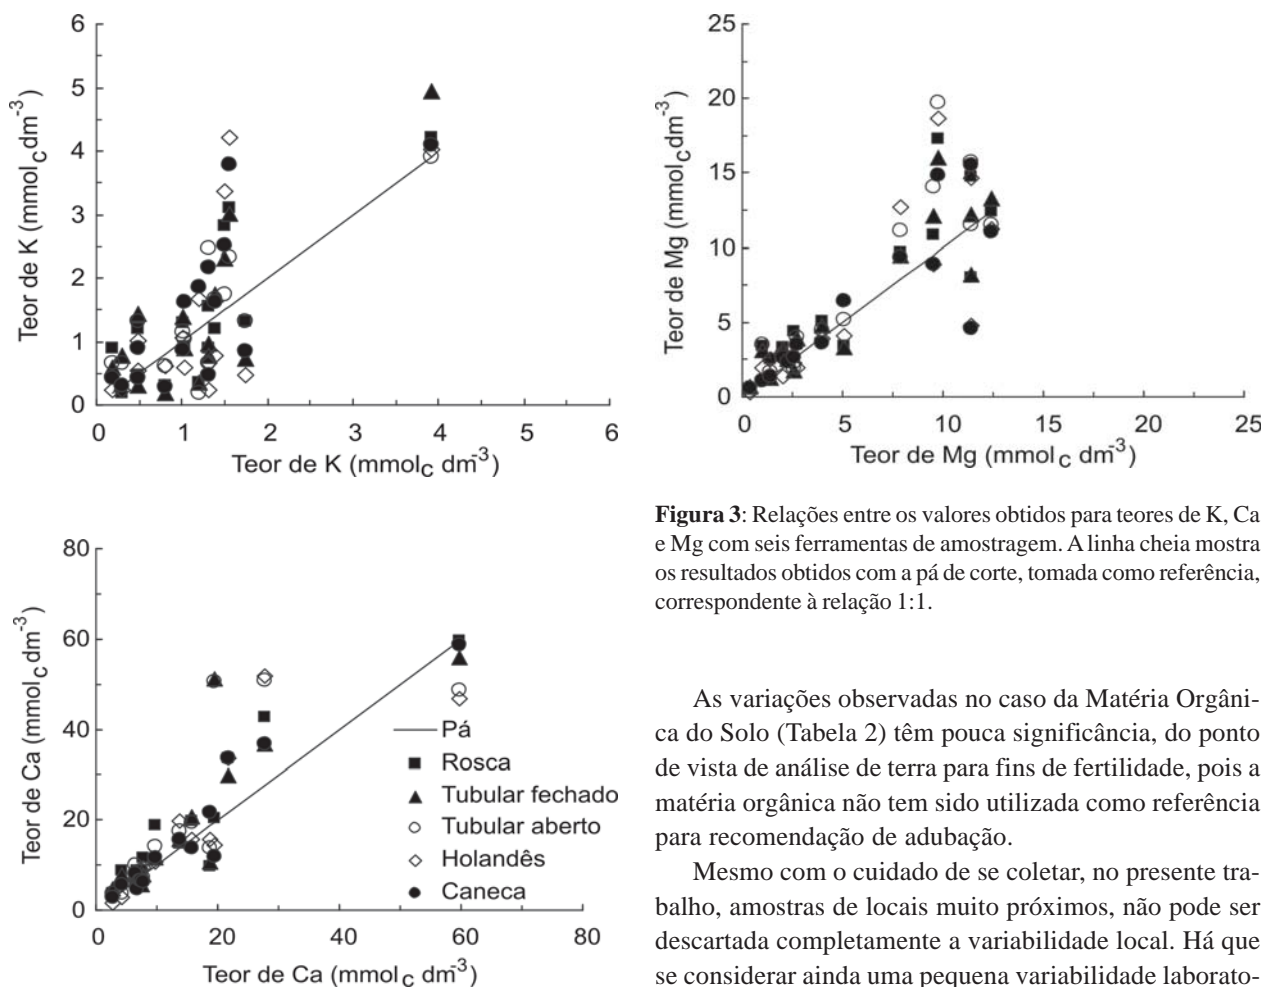 6
5
4
3
2
1
0
Teor de K (mmolc dm-3)
0 1 2 3 4 5 6
Teor de K (mmolc dm-3)
25
20
15
10
5
0
Teor de Mg (mmolc dm-3)
0 5 10 15 20 25
Teor de Mg (mmolc dm-3)
80
60
40
20
0
Teor de Ca (mmolc dm-3)
Pá
Rosca
Tubular fechado
Tubular aberto
Holandês
Caneca
0 20 40 60 80
Teor de Ca (mmolc dm-3)
Figura 3: Relações entre os valores obtidos para teores de K, Ca
e Mg com seis ferramentas de amostragem. A linha cheia mostra
os resultados obtidos com a pá de corte, tomada como referência,
correspondente à relação 1:1.
As variações observadas no caso da Matéria Orgâni-
ca do Solo (Tabela 2) têm pouca significância, do ponto
de vista de análise de terra para fins de fertilidade, pois a
matéria orgânica não tem sido utilizada como referência
para recomendação de adubação.
Mesmo com o cuidado de se coletar, no presente tra-
balho, amostras de locais muito próximos, não pode ser
descartada completamente a variabilidade local. Há que
se considerar ainda uma pequena variabilidade laborato-